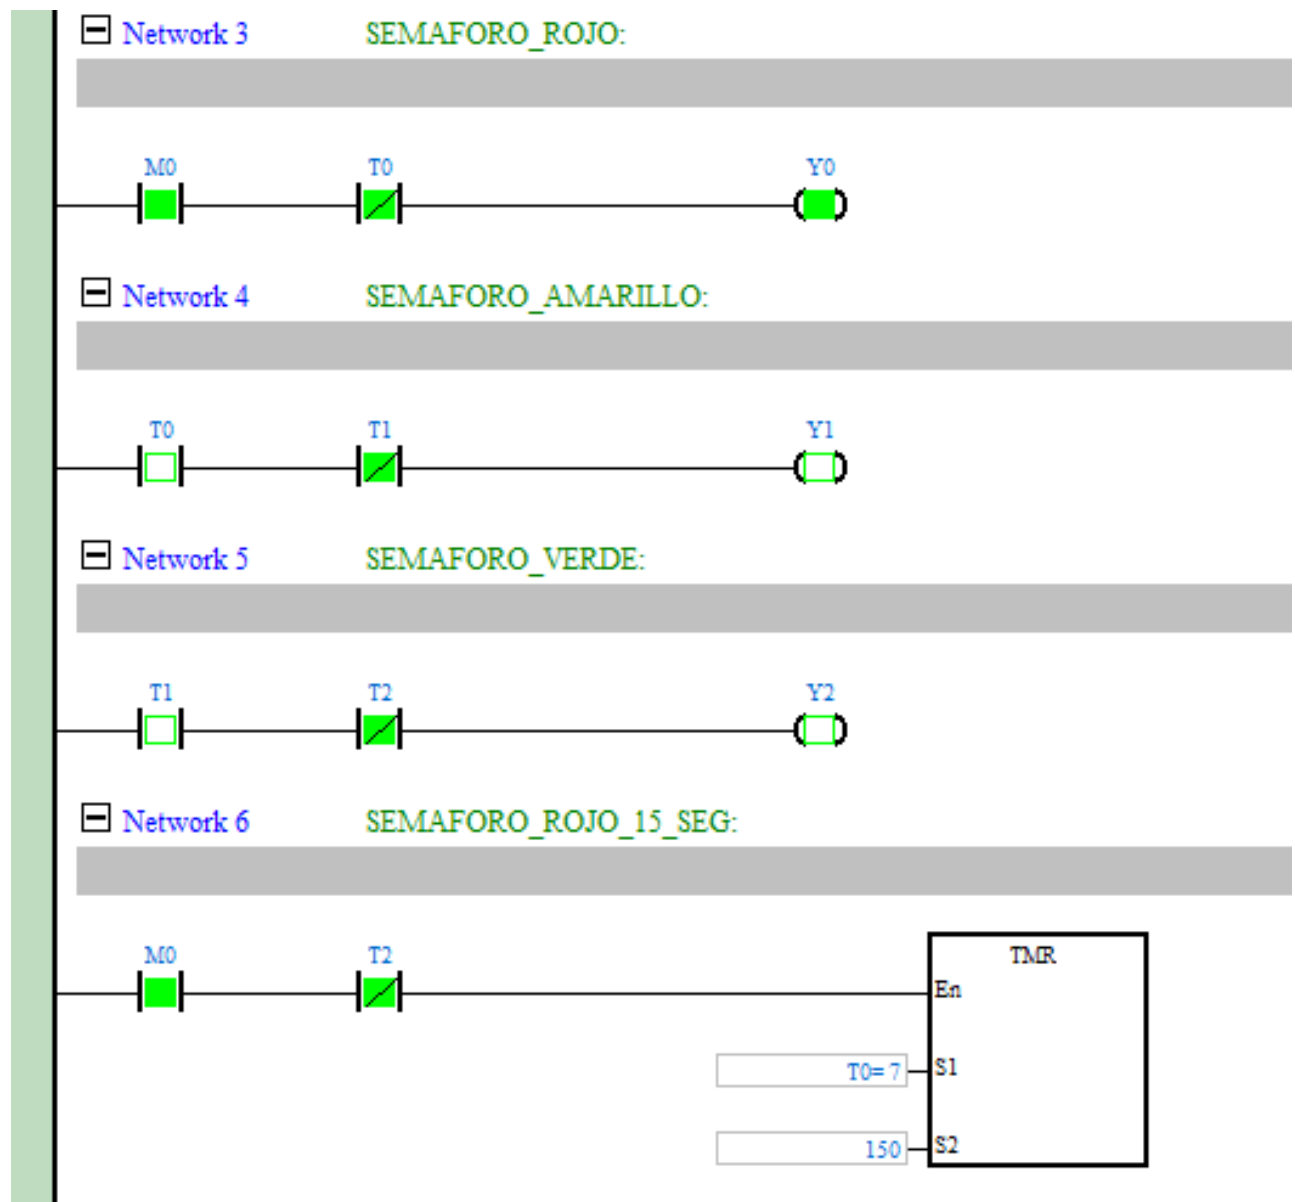 Network 3 SEMAFORO_ROJO:
M0 T0 Y0
Network 4 SEMAFORO_AMARILLO:
T0 T1 Y1
Network 5 SEMAFORO_VERDE:
T1 T2 Y2
Network 6 SEMAFORO_ROJO_15_SEG:
M0 T2 TMR
En
T0= 7 S1
150 S2